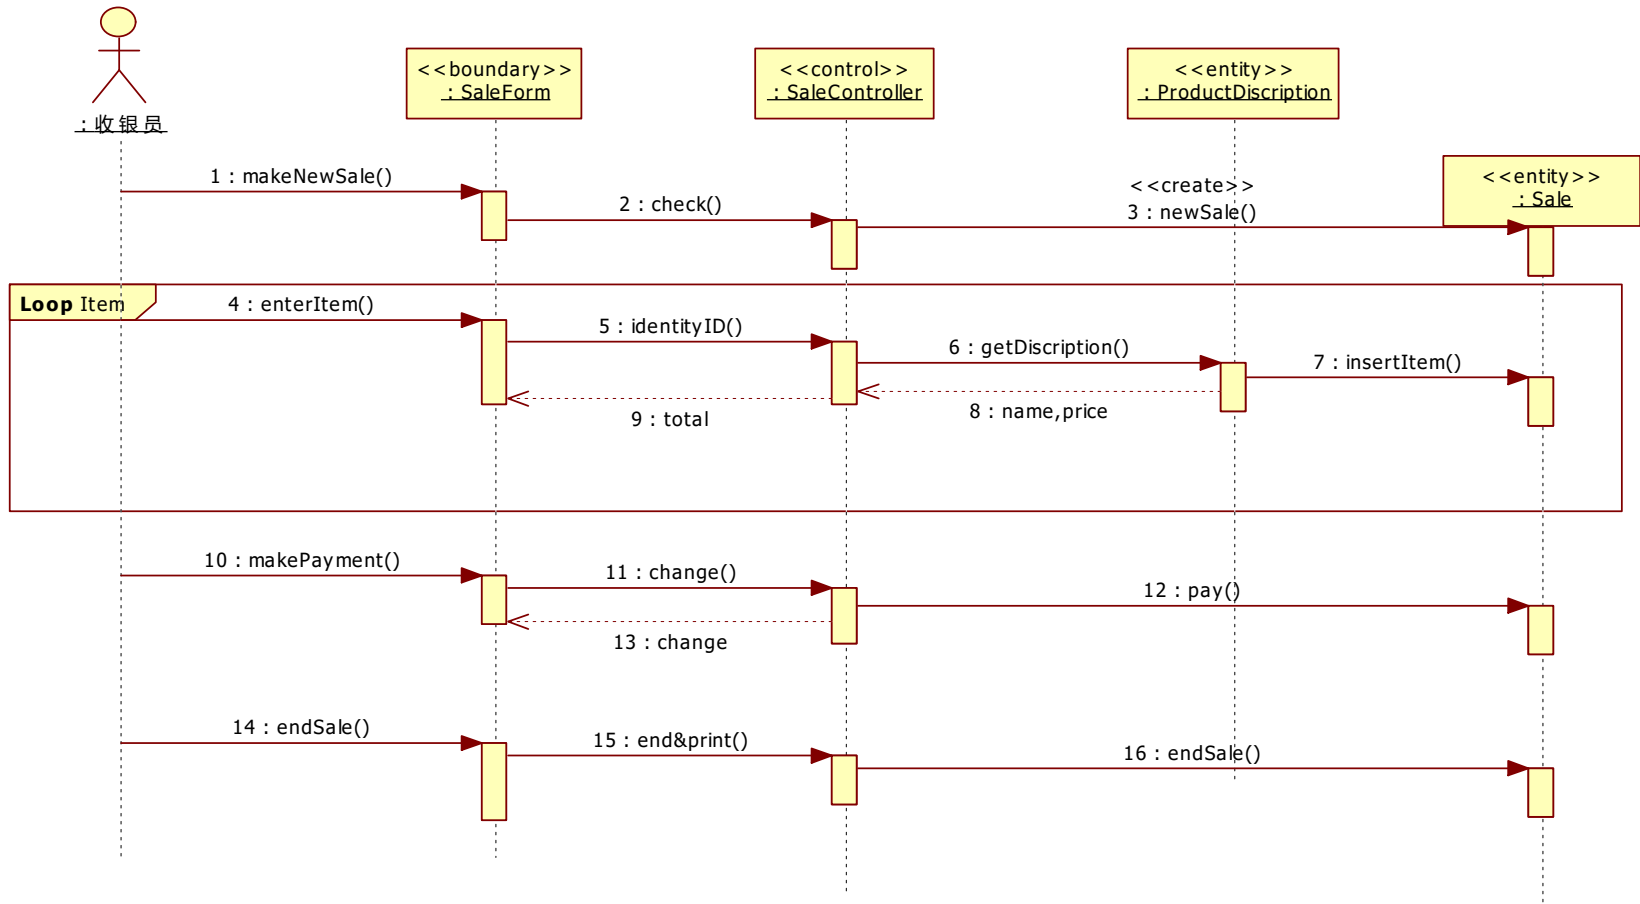 : 收银员
<<boundary>>
: SaleForm
<<control>>
: SaleController
<<entity>>
: ProductDiscription
<<entity>>
: Sale
1 : makeNewSale()
2 : check()
<<create>>
3 : newSale()
Loop Item
4 : enterItem()
5 : identityID()
6 : getDiscription()
7 : insertItem()
8 : name,price
9 : total
10 : makePayment()
11 : change()
12 : pay()
13 : change
14 : endSale()
15 : end&print()
16 : endSale()